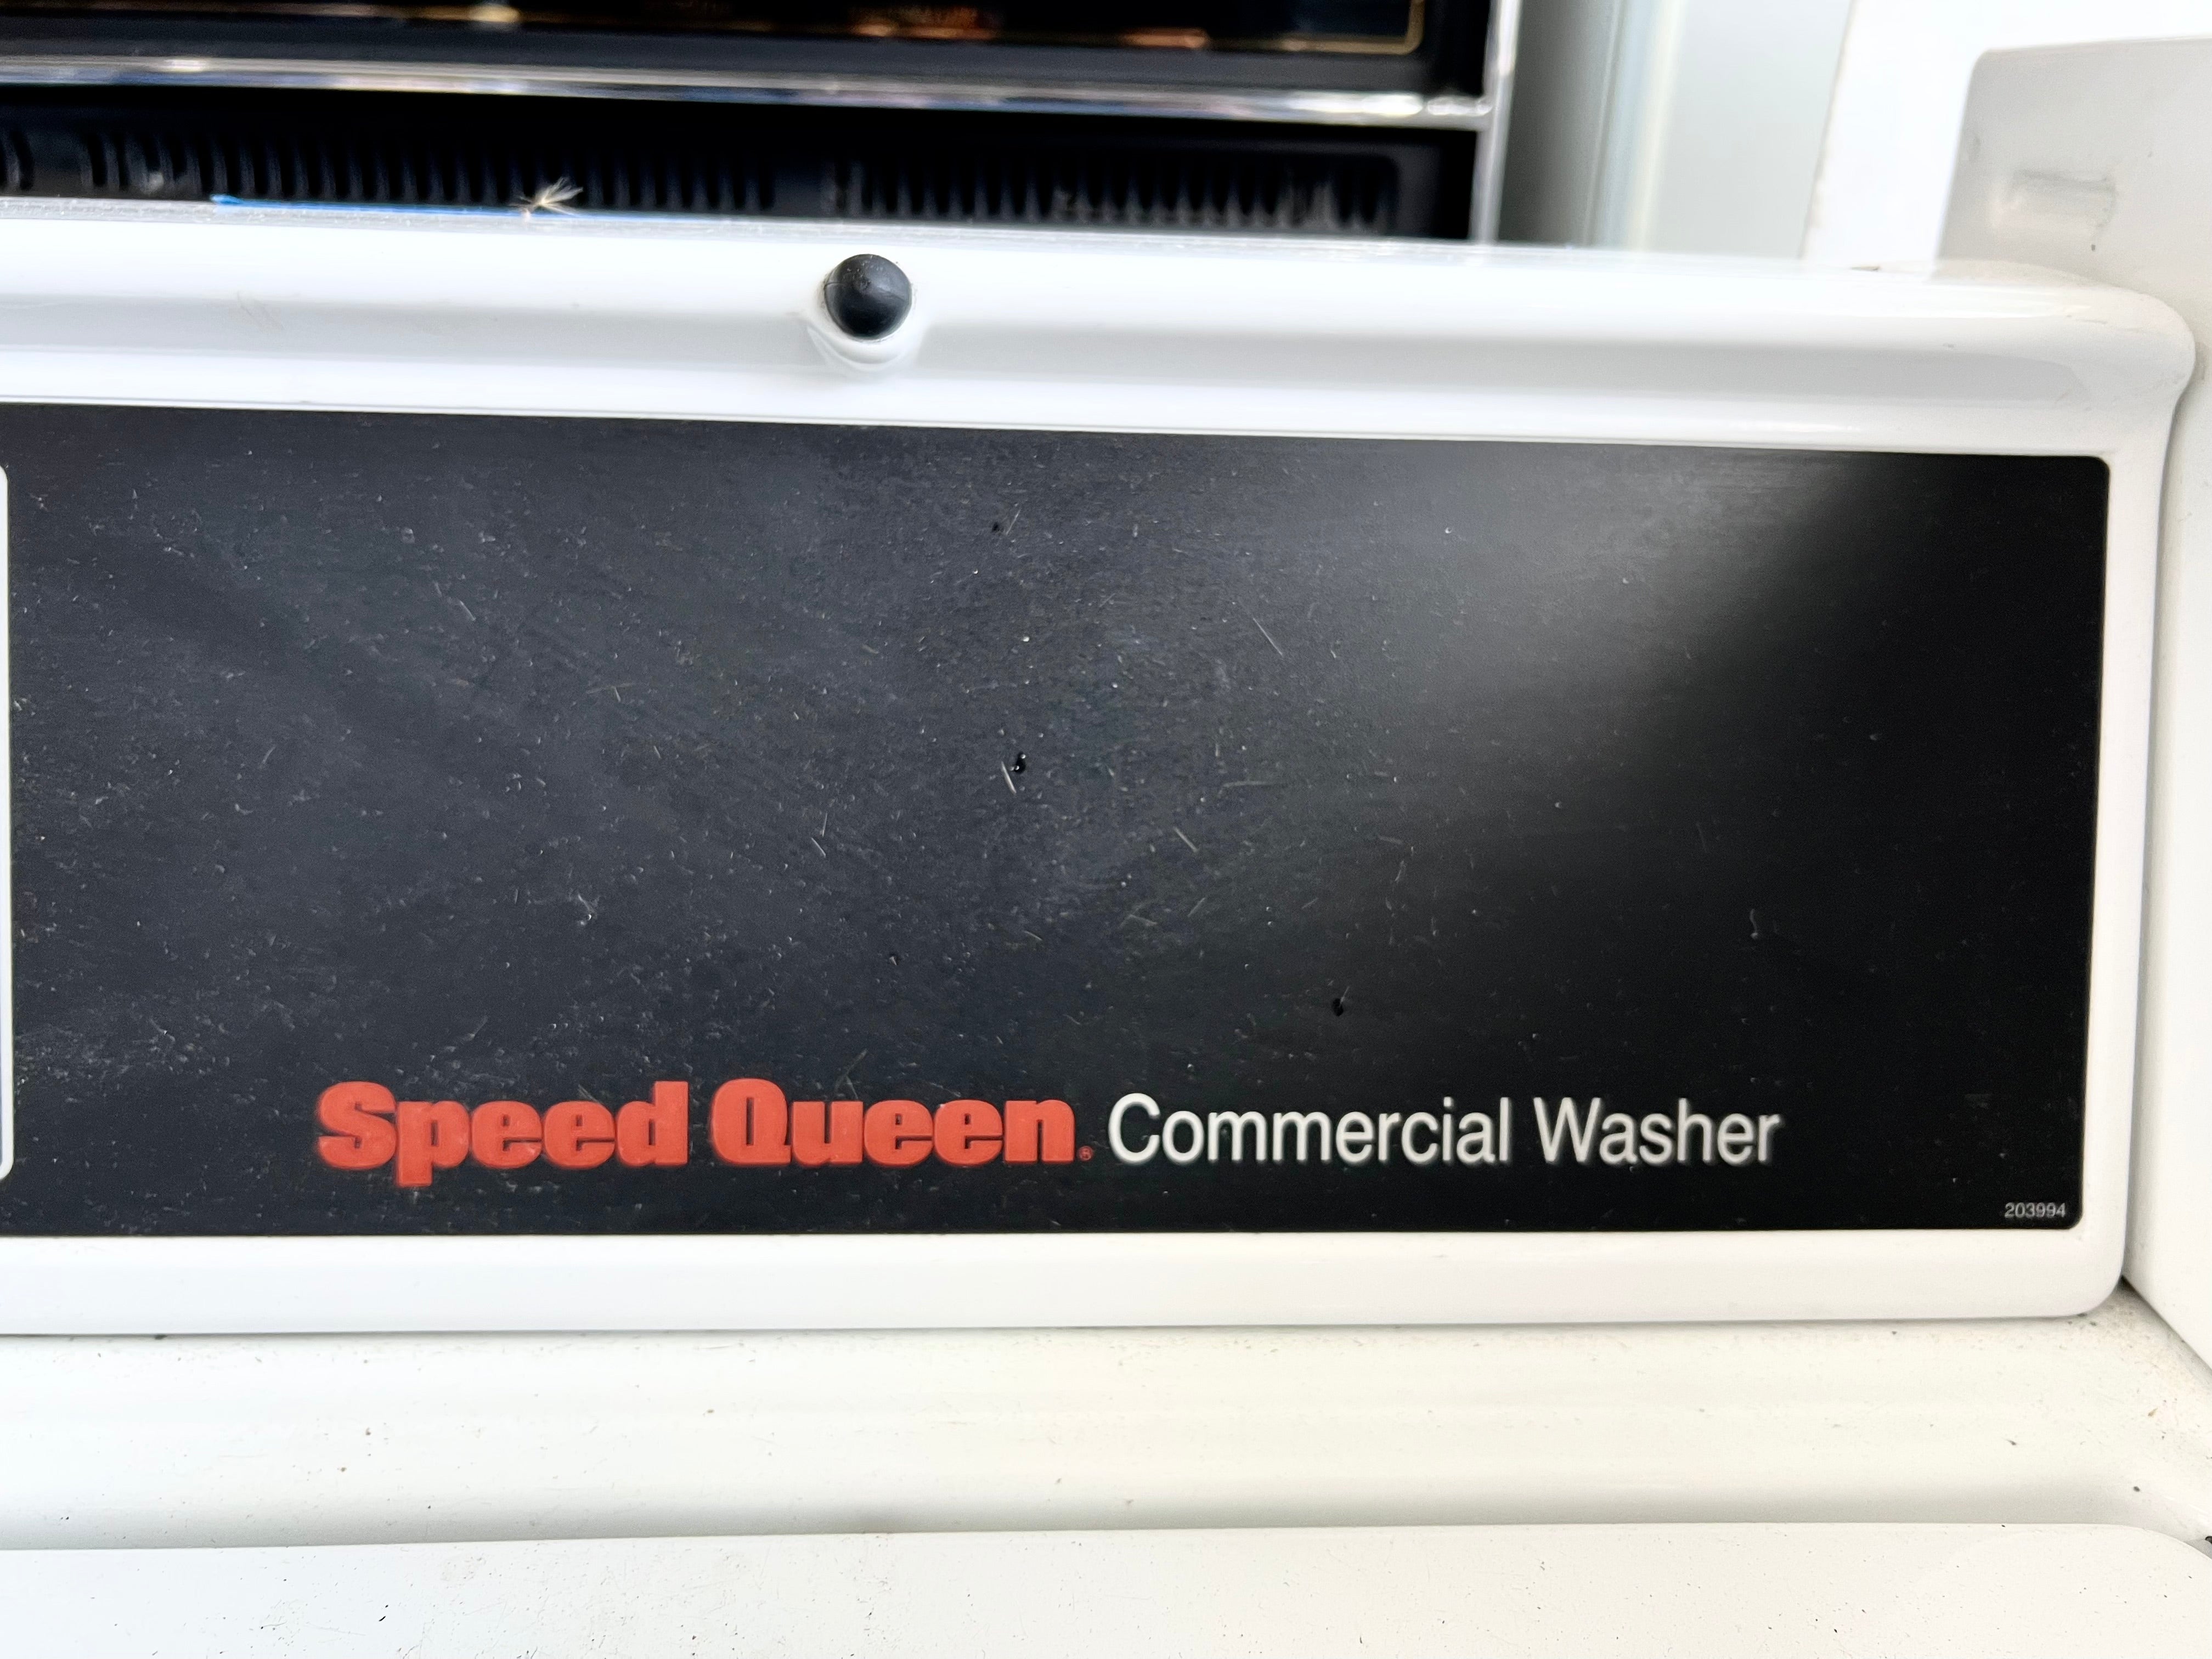 Speed Queen® Commercial Washer
203994